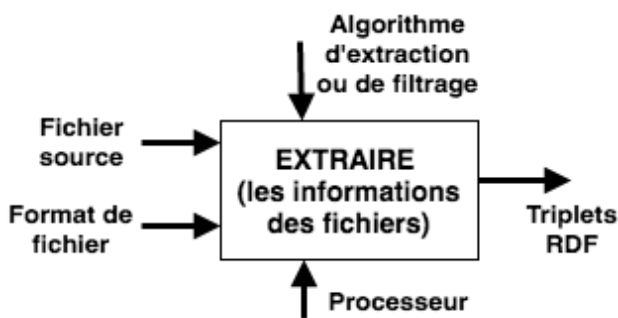 Algorithme
d'extraction
ou de filtrage
Fichier
source
Format de
fichier
EXTRAIRE
(les informations
des fichiers)
Triplets
RDF
Processeur